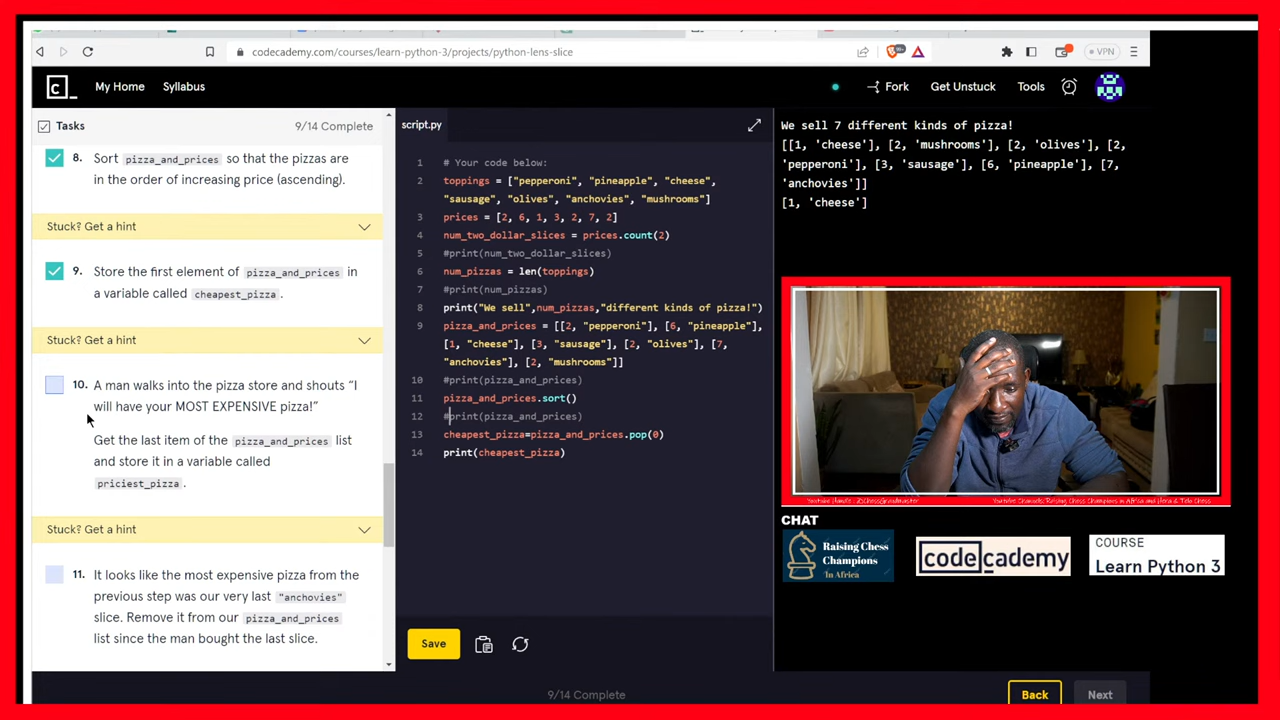 codecademy.com/courses/learn-python-3/projects/python-lens-slice
VPN
My Home
Syllabus
Fork
Get Unstuck
Tools
Tasks
9/14 Complete
8. Sort pizza_and_prices so that the pizzas are
in the order of increasing price (ascending).
Stuck? Get a hint
9. Store the first element of pizza_and_prices in
a variable called cheapest_pizza .
Stuck? Get a hint
10. A man walks into the pizza store and shouts “I
will have your MOST EXPENSIVE pizza!”
Get the last item of the pizza_and_prices list
and store it in a variable called
priciest_pizza .
Stuck? Get a hint
11. It looks like the most expensive pizza from the
previous step was our very last "anchovies"
slice. Remove it from our pizza_and_prices
list since the man bought the last slice.
script.py
1 # Your code below:
2 toppings = ["pepperoni", "pineapple", "cheese",
"sausage", "olives", "anchovies", "mushrooms"]
3 prices = [2, 6, 1, 3, 2, 7, 2]
4 num_two_dollar_slices = prices.count(2)
5 #print(num_two_dollar_slices)
6 num_pizzas = len(toppings)
7 #print(num_pizzas)
8 print("We sell",num_pizzas,"different kinds of pizza!")
9 pizza_and_prices = [[2, "pepperoni"], [6, "pineapple"],
[1, "cheese"], [3, "sausage"], [2, "olives"], [7,
"anchovies"], [2, "mushrooms"]]
10 #print(pizza_and_prices)
11 pizza_and_prices.sort()
12 #print(pizza_and_prices)
13 cheapest_pizza=pizza_and_prices.pop(0)
14 print(cheapest_pizza)
Save
We sell 7 different kinds of pizza!
[[1, 'cheese'], [2, 'mushrooms'], [2, 'olives'], [2,
'pepperoni'], [3, 'sausage'], [6, 'pineapple'], [7,
'anchovies']]
[1, 'cheese']
CHAT
Raising Chess
Champions
In Africa
codecademy
COURSE
Learn Python 3
9/14 Complete
Back
Next